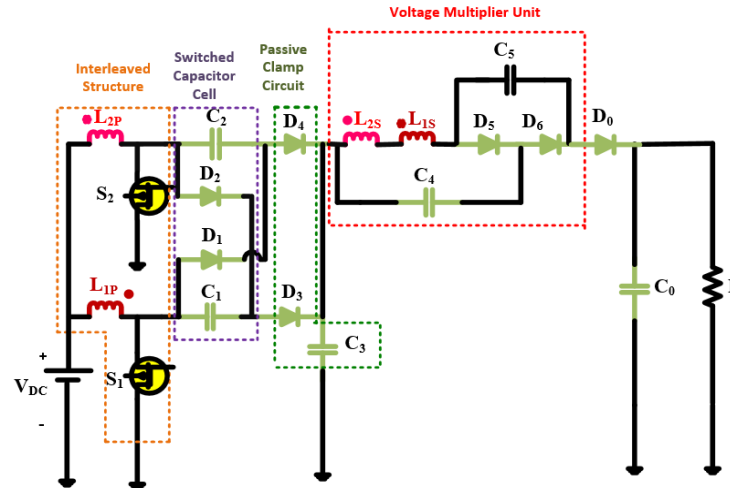 Voltage Multiplier Unit
Passive
Clamp
Circuit
Switched
Capacitor
Cell
Interleaved
Structure
C5
L2P
C2
D4
L2S
L1S
D5
D6
D0
S2
D2
C4
D1
L1P
C1
D3
C3
C0
+
VDC
-
S1